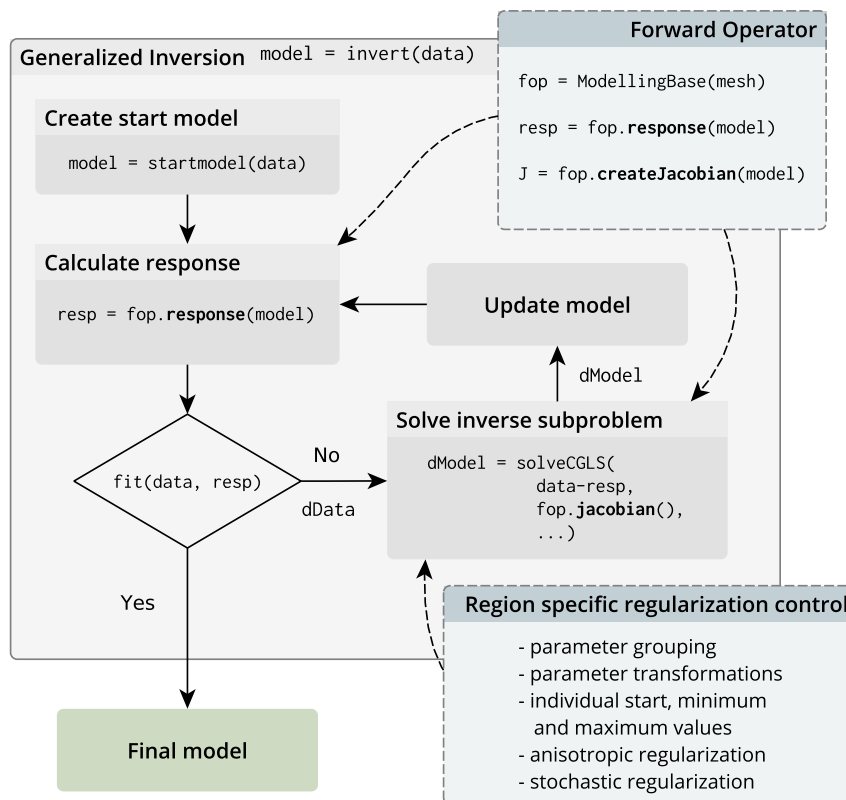 Forward Operator
fop = ModellingBase(mesh)
resp = fop.response(model)
J = fop.createJacobian(model)
Generalized Inversion model = invert(data)
Create start model
model = startmodel(data)
Calculate response
resp = fop.response(model)
Update model
dModel
Solve inverse subproblem
dModel = solveCGLS(
data-resp,
fop.jacobian(),
...)
fit(data, resp)
No
dData
Yes
Final model
Region specific regularization control
- parameter grouping
- parameter transformations
- individual start, minimum
and maximum values
- anisotropic regularization
- stochastic regularization